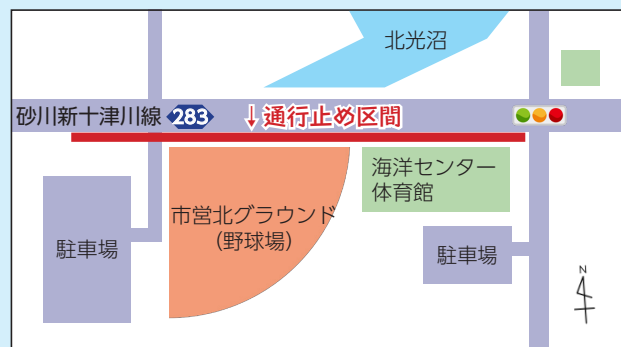 北光沼
砂川新十津川線 283
↓通行止め区間
海洋センター
体育館
市営北グラウンド
(野球場)
駐車場
駐車場
N